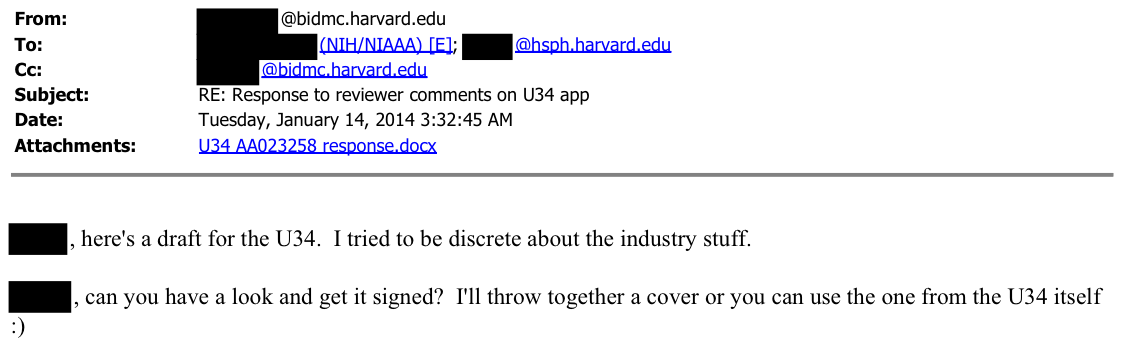 From: @bidmc.harvard.edu
To: (NIH/NIAAA) [E]; @hsph.harvard.edu
Cc: @bidmc.harvard.edu
Subject: RE: Response to reviewer comments on U34 app
Date: Tuesday, January 14, 2014 3:32:45 AM
Attachments: U34 AA023258 response.docx
, here's a draft for the U34.  I tried to be discrete about the industry stuff.
, can you have a look and get it signed?  I'll throw together a cover or you can use the one from the U34 itself
:)